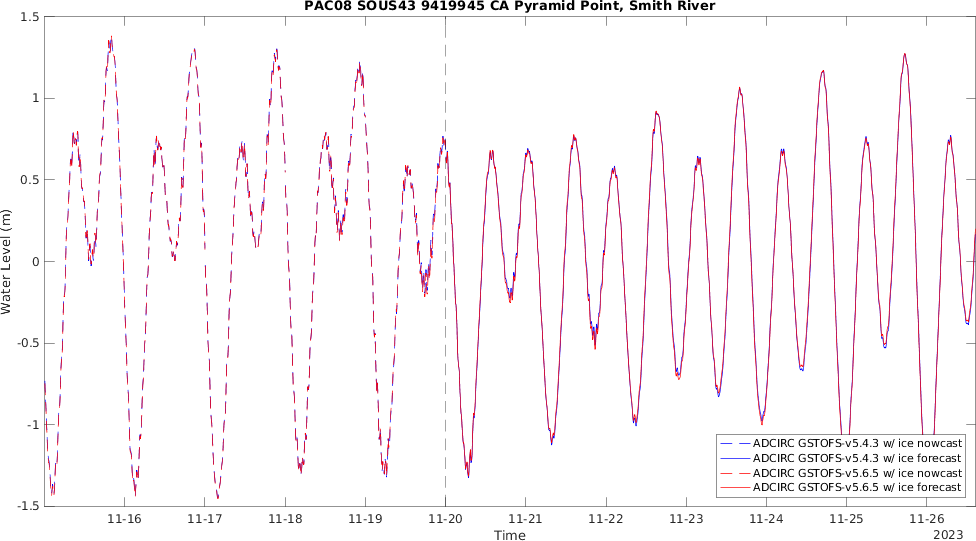 PAC08 SOUS43 9419945 CA Pyramid Point, Smith River
1.5
1
0.5
0
-0.5
-1
-1.5
Water Level (m)
11-16
11-17
11-18
11-19
11-20
11-21
11-22
11-23
11-24
11-25
11-26
Time
2023
ADCIRC GSTOFS-v5.4.3 w/ ice nowcast
ADCIRC GSTOFS-v5.4.3 w/ ice forecast
ADCIRC GSTOFS-v5.6.5 w/ ice nowcast
ADCIRC GSTOFS-v5.6.5 w/ ice forecast